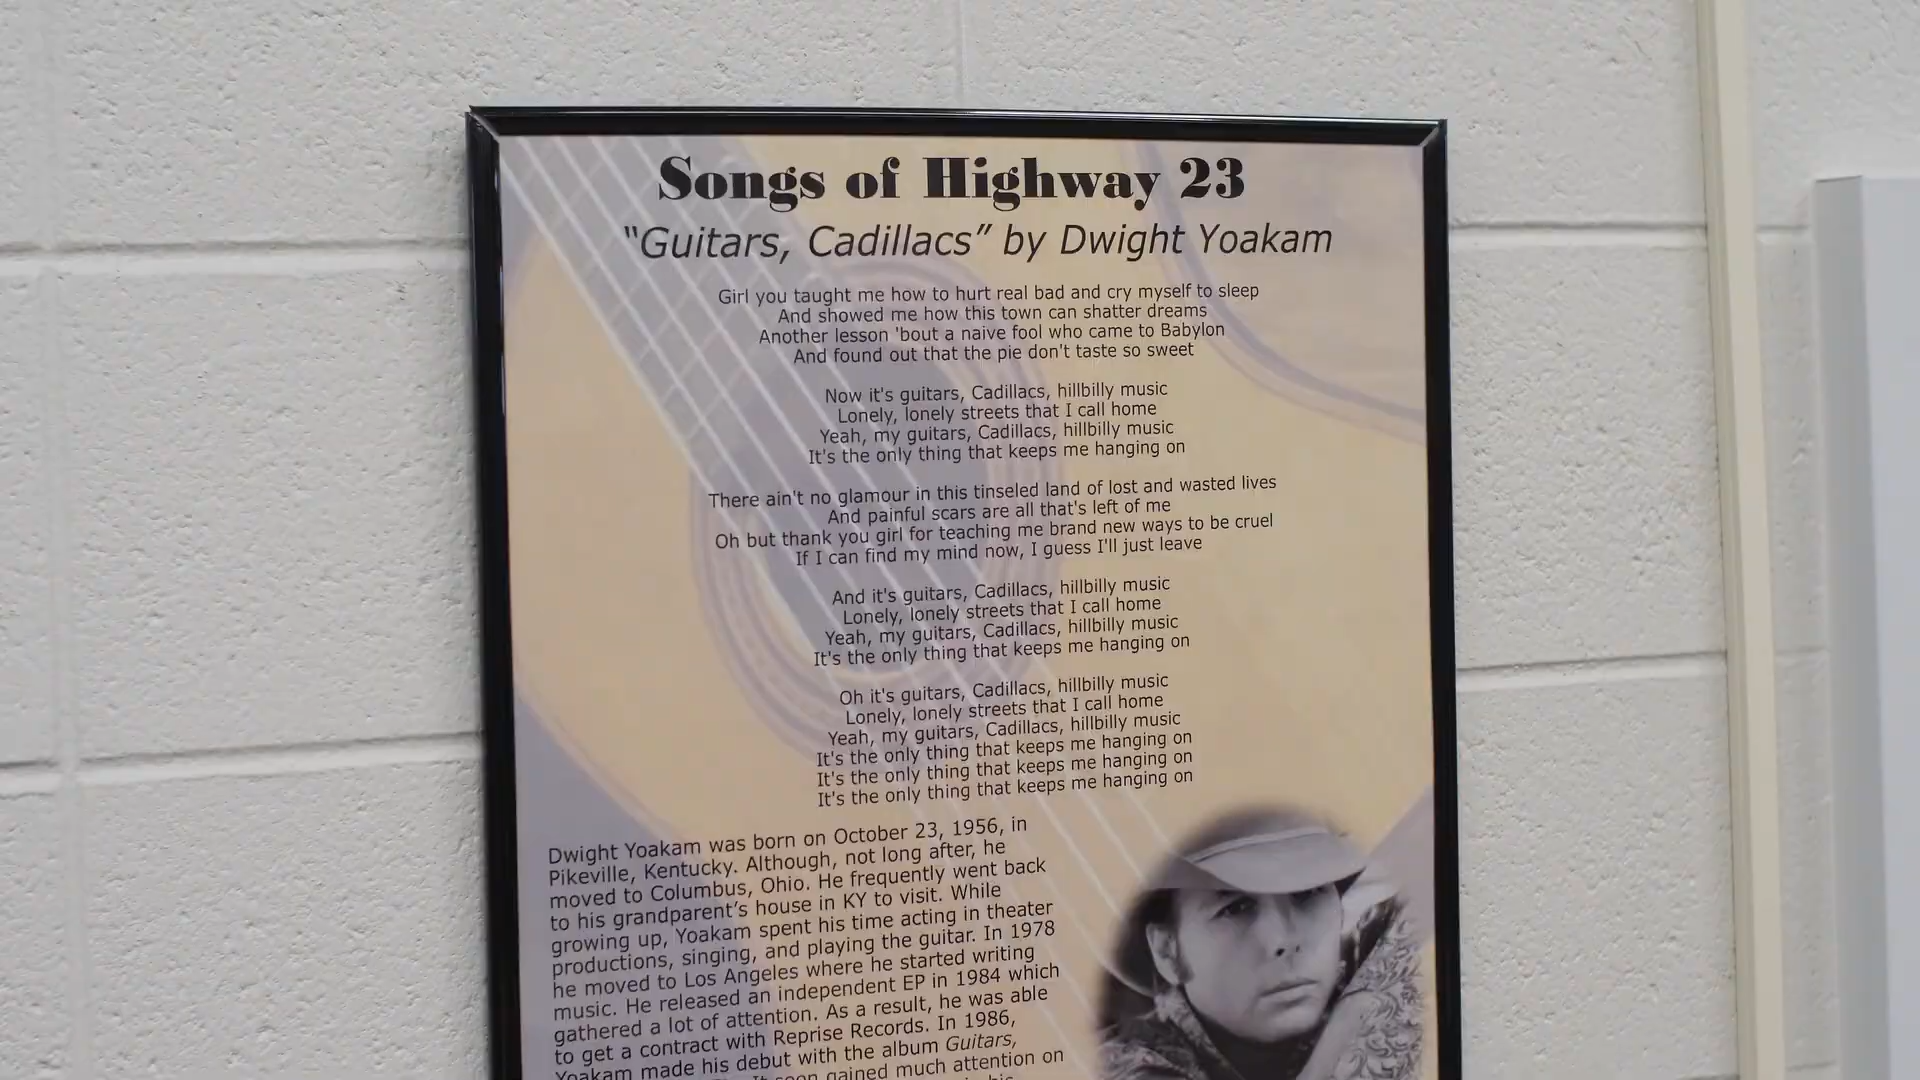 Songs of Highway 23
“Guitars, Cadillacs” by Dwight Yoakam
Girl you taught me how to hurt real bad and cry myself to sleep
And showed me how this town can shatter dreams
Another lesson 'bout a naive fool who came to Babylon
And found out that the pie don't taste so sweet
Now it's guitars, Cadillacs, hillbilly music
Lonely, lonely streets that I call home
Yeah, my guitars, Cadillacs, hillbilly music
It's the only thing that keeps me hanging on
There ain't no glamour in this tinseled land of lost and wasted lives
And painful scars are all that's left of me
Oh but thank you girl for teaching me brand new ways to be cruel
If I can find my mind now, I guess I'll just leave
And it's guitars, Cadillacs, hillbilly music
Lonely, lonely streets that I call home
Yeah, my guitars, Cadillacs, hillbilly music
It's the only thing that keeps me hanging on
Oh it's guitars, Cadillacs, hillbilly music
Lonely, lonely streets that I call home
Yeah, my guitars, Cadillacs, hillbilly music
It's the only thing that keeps me hanging on
It's the only thing that keeps me hanging on
It's the only thing that keeps me hanging on
Dwight Yoakam was born on October 23, 1956, in
Pikeville, Kentucky. Although, not long after, he
moved to Columbus, Ohio. He frequently went back
to his grandparent’s house in KY to visit. While
growing up, Yoakam spent his time acting in theater
productions, singing, and playing the guitar. In 1978
he moved to Los Angeles where he started writing
music. He released an independent EP in 1984 which
gathered a lot of attention. As a result, he was able
to get a contract with Reprise Records. In 1986,
Yoakam made his debut with the album Guitars,
It soon gained much attention on
his